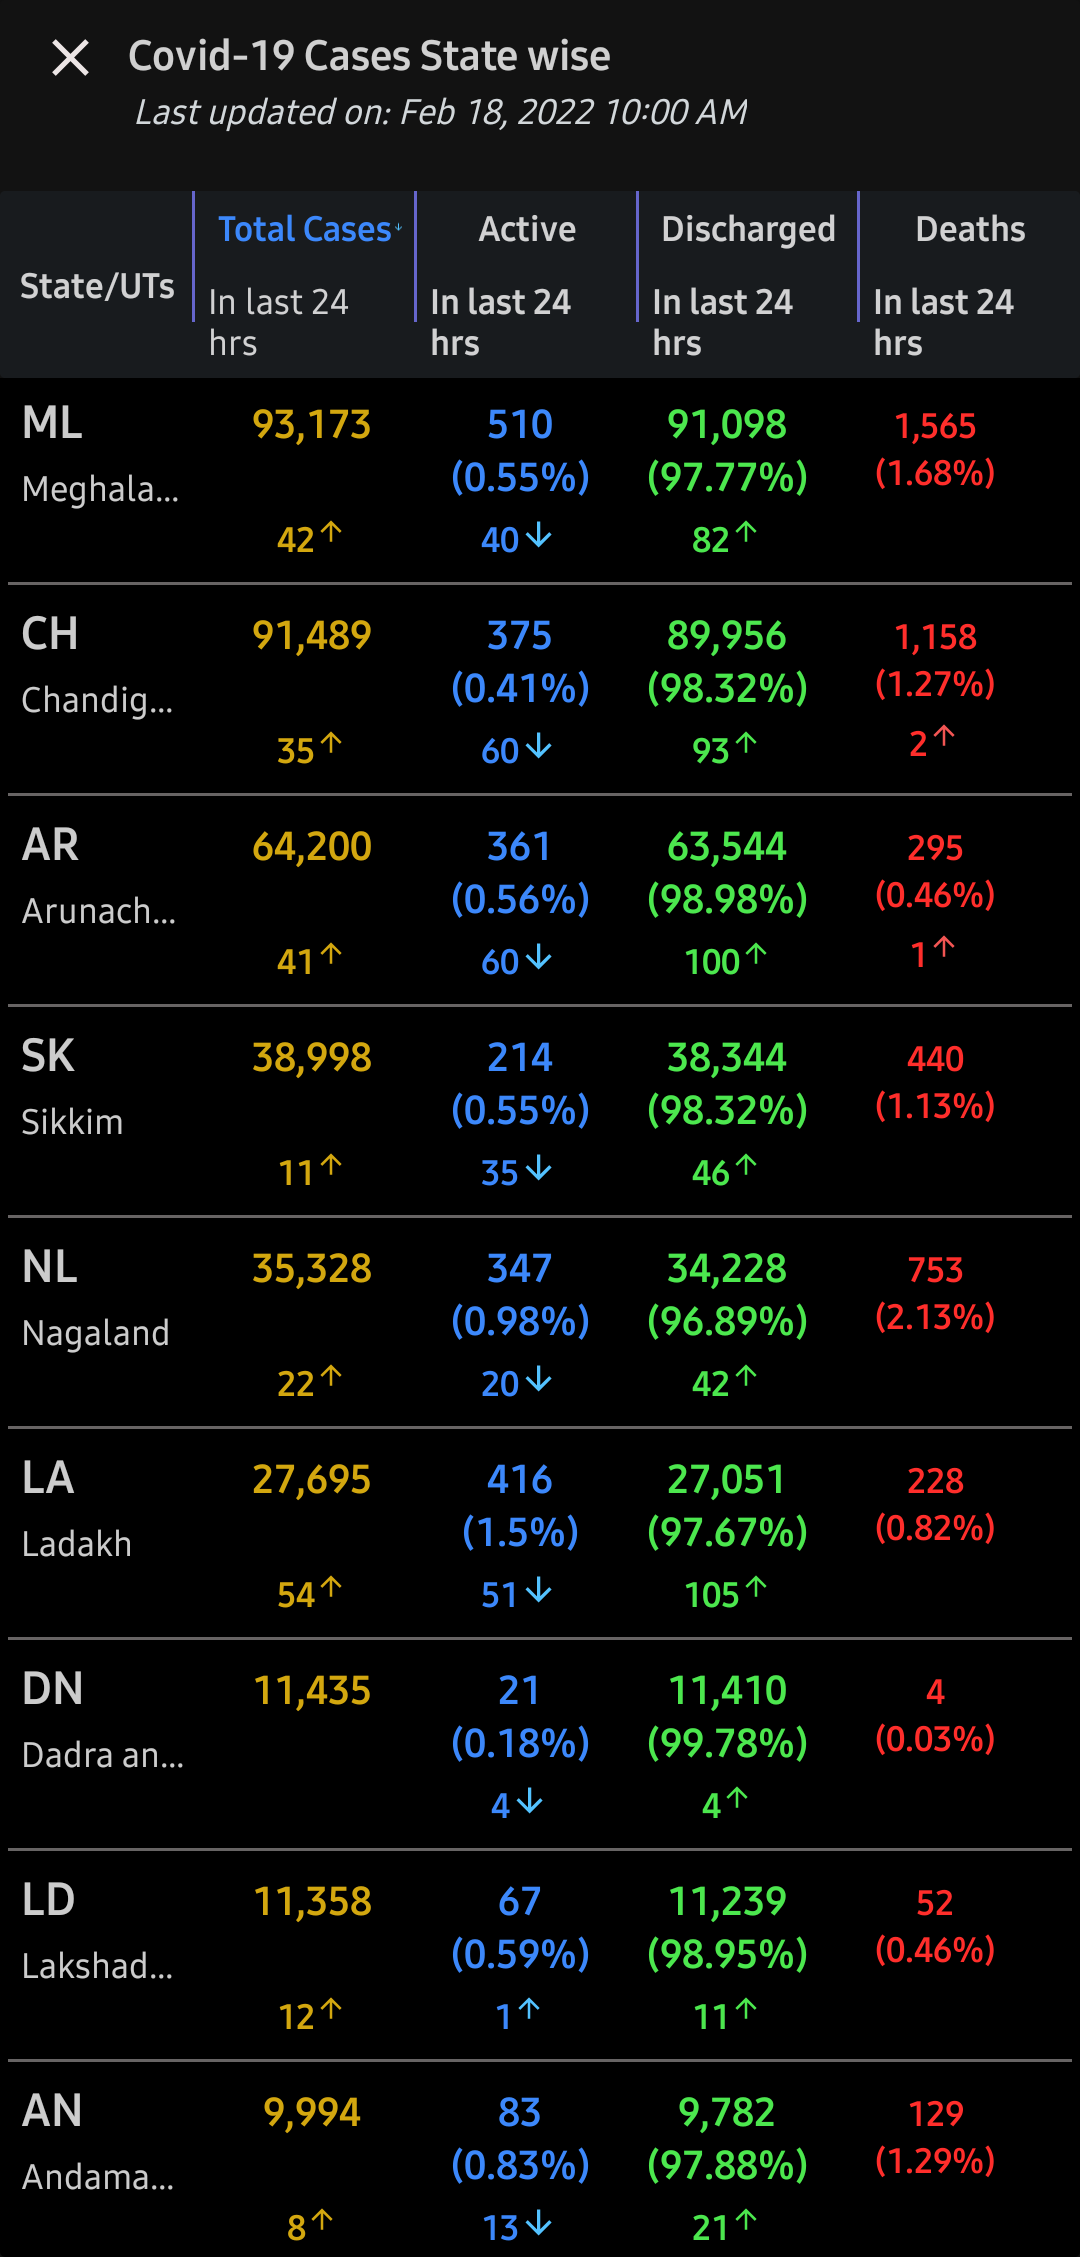 Covid-19 Cases State wise
Last updated on: Feb 18, 2022 10:00 AM
State/UTs
Total Cases↓ Active Discharged Deaths
In last 24 hrs In last 24 hrs In last 24 hrs In last 24 hrs
ML 93,173 510 91,098 1,565
Meghala... (0.55%) (97.77%) (1.68%)
42↑ 40↓ 82↑
CH 91,489 375 89,956 1,158
Chandig... (0.41%) (98.32%) (1.27%)
35↑ 60↓ 93↑ 2↑
AR 64,200 361 63,544 295
Arunach... (0.56%) (98.98%) (0.46%)
41↑ 60↓ 100↑ 1↑
SK 38,998 214 38,344 440
Sikkim (0.55%) (98.32%) (1.13%)
11↑ 35↓ 46↑
NL 35,328 347 34,228 753
Nagaland (0.98%) (96.89%) (2.13%)
22↑ 20↓ 42↑
LA 27,695 416 27,051 228
Ladakh (1.5%) (97.67%) (0.82%)
54↑ 51↓ 105↑
DN 11,435 21 11,410 4
Dadra an... (0.18%) (99.78%) (0.03%)
4↓ 4↑
LD 11,358 67 11,239 52
Lakshad... (0.59%) (98.95%) (0.46%)
12↑ 1↑ 11↑
AN 9,994 83 9,782 129
Andama... (0.83%) (97.88%) (1.29%)
8↑ 13↓ 21↑